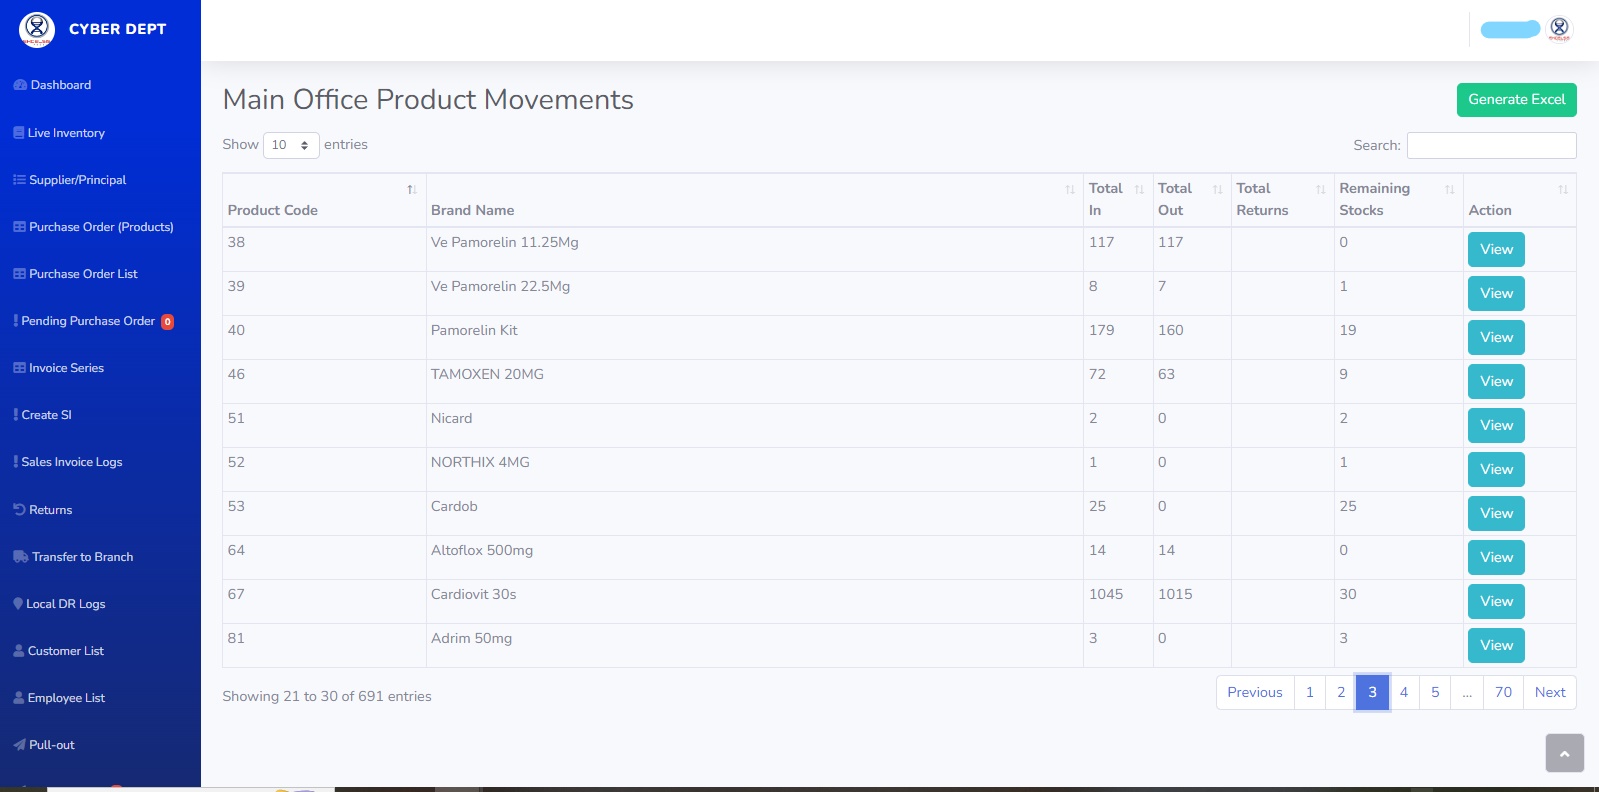 CYBER DEPT
Dashboard
Live Inventory
Supplier/Principal
Purchase Order (Products)
Purchase Order List
Pending Purchase Order 0
Invoice Series
Create SI
Sales Invoice Logs
Returns
Transfer to Branch
Local DR Logs
Customer List
Employee List
Pull-out
Main Office Product Movements
Generate Excel
Show 10 entries
Search:
Product Code Brand Name Total In Total Out Total Returns Remaining Stocks Action
38 Ve Pamorelin 11.25Mg 117 117 0 View
39 Ve Pamorelin 22.5Mg 8 7 1 View
40 Pamorelin Kit 179 160 19 View
46 TAMOXEN 20MG 72 63 9 View
51 Nicard 2 0 2 View
52 NORTHIX 4MG 1 0 1 View
53 Cardob 25 0 25 View
64 Altoflox 500mg 14 14 0 View
67 Cardiovit 30s 1045 1015 30 View
81 Adrim 50mg 3 0 3 View
Showing 21 to 30 of 691 entries
Previous 1 2 3 4 5 ... 70 Next